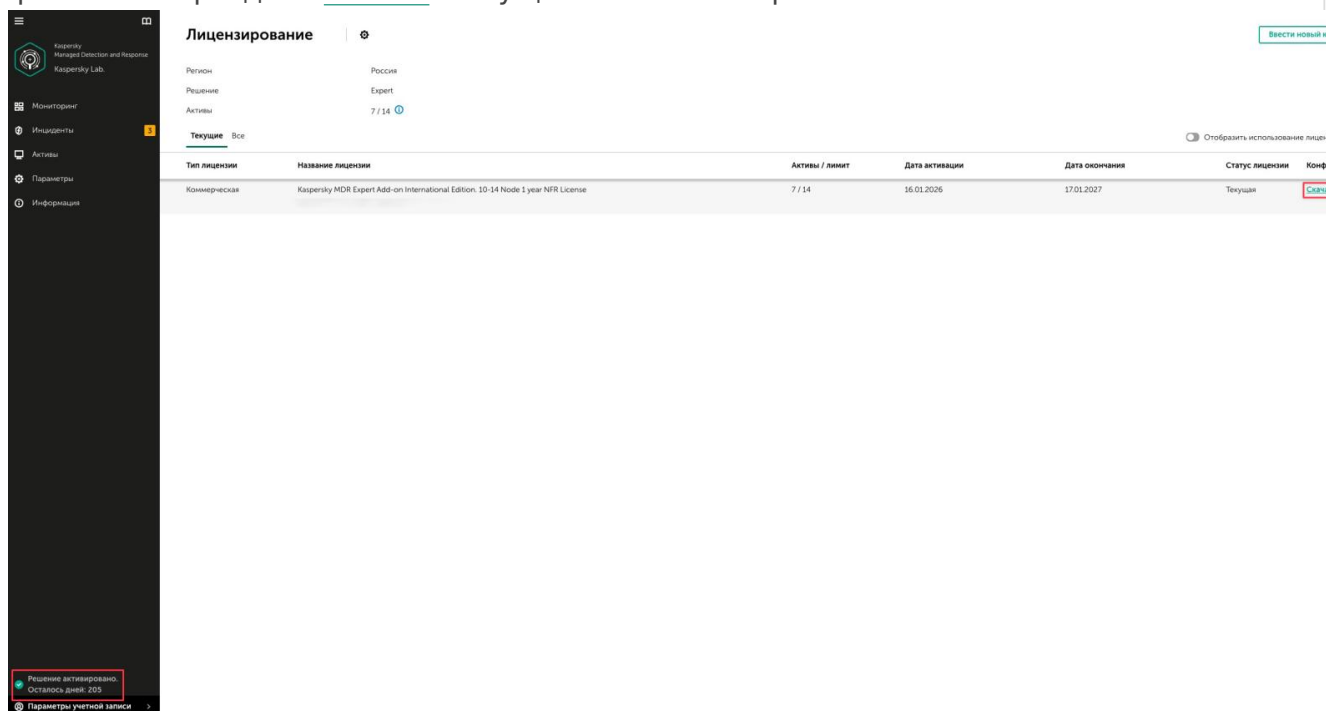 Kaspersky
Managed Detection and Response
Kaspersky Lab.
Мониторинг
Инциденты 3
Активы
Параметры
Информация
Решение активировано.
Осталось дней: 205
Параметры учетной записи
Лицензирование
Ввести новый к
Регион Россия
Решение Expert
Активы 7 / 14
Текущие Все
Отобразить использование лицен
Тип лицензии Название лицензии Активы / лимит Дата активации Дата окончания Статус лицензии Конф
Коммерческая Kaspersky MDR Expert Add-on International Edition. 10-14 Node 1 year NFR License 7 / 14 16.01.2026 17.01.2027 Текущая Скача